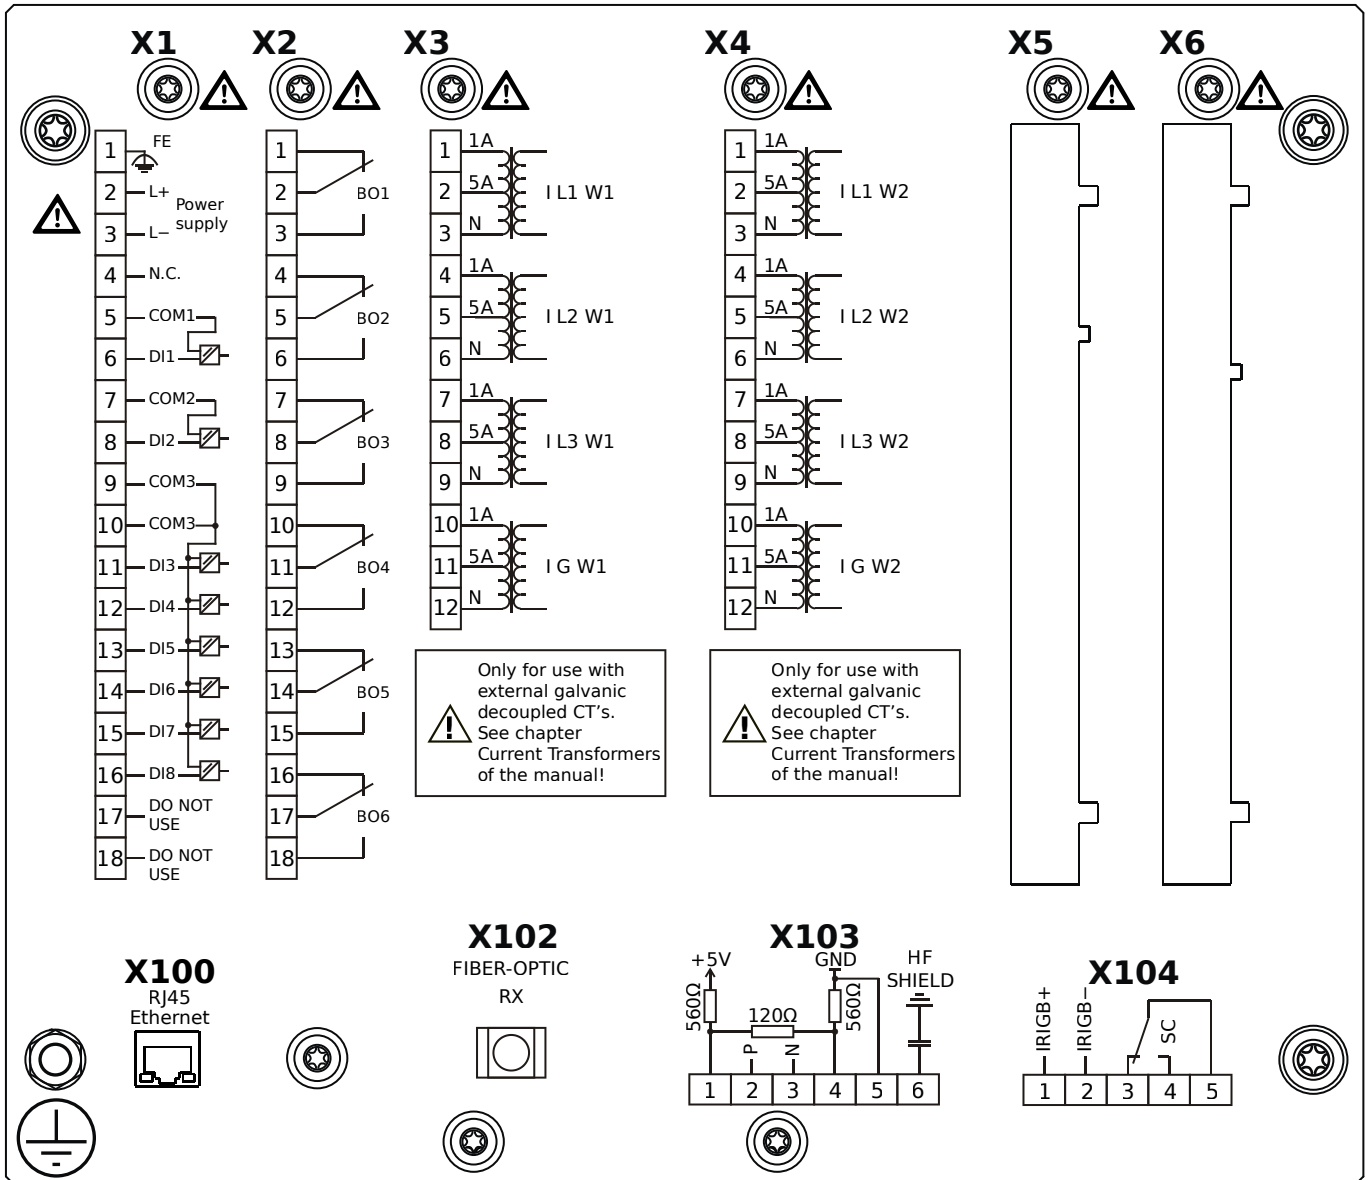 X1
X2
X3
X4
X5
X6
1
FE
2
L+
Power
supply
3
L−
4
N.C.
5
COM1
6
DI1
7
COM2
8
DI2
9
COM3
10
COM3
11
DI3
12
DI4
13
DI5
14
DI6
15
DI7
16
DI8
17
DO NOT
USE
18
DO NOT
USE
1
2
BO1
3
4
5
BO2
6
7
8
BO3
9
10
11
BO4
12
13
14
BO5
15
16
17
BO6
18
1
1A
2
5A
I L1 W1
3
N
4
1A
5
5A
I L2 W1
6
N
7
1A
8
5A
I L3 W1
9
N
10
1A
11
5A
I G W1
12
N
Only for use with
external galvanic
decoupled CT's.
See chapter
Current Transformers
of the manual!
1
1A
2
5A
I L1 W2
3
N
4
1A
5
5A
I L2 W2
6
N
7
1A
8
5A
I L3 W2
9
N
10
1A
11
5A
I G W2
12
N
Only for use with
external galvanic
decoupled CT's.
See chapter
Current Transformers
of the manual!
X100
RJ45
Ethernet
X102
FIBER-OPTIC
RX
X103
+5V
GND
HF
SHIELD
560Ω
120Ω
560Ω
P
N
1 2 3 4 5 6
X104
IRIGB+
IRIGB−
SC
1 2 3 4 5